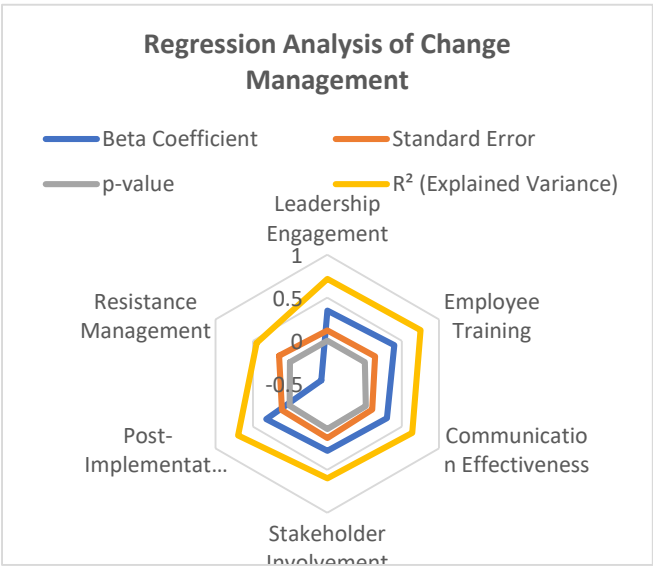 Regression Analysis of Change
Management
Beta Coefficient
Standard Error
p-value
R² (Explained Variance)
Leadership
Engagement
1
0.5
0
-0.5
Employee
Training
Communicatio
n Effectiveness
Stakeholder
Involvement
Post-
Implementat...
Resistance
Management